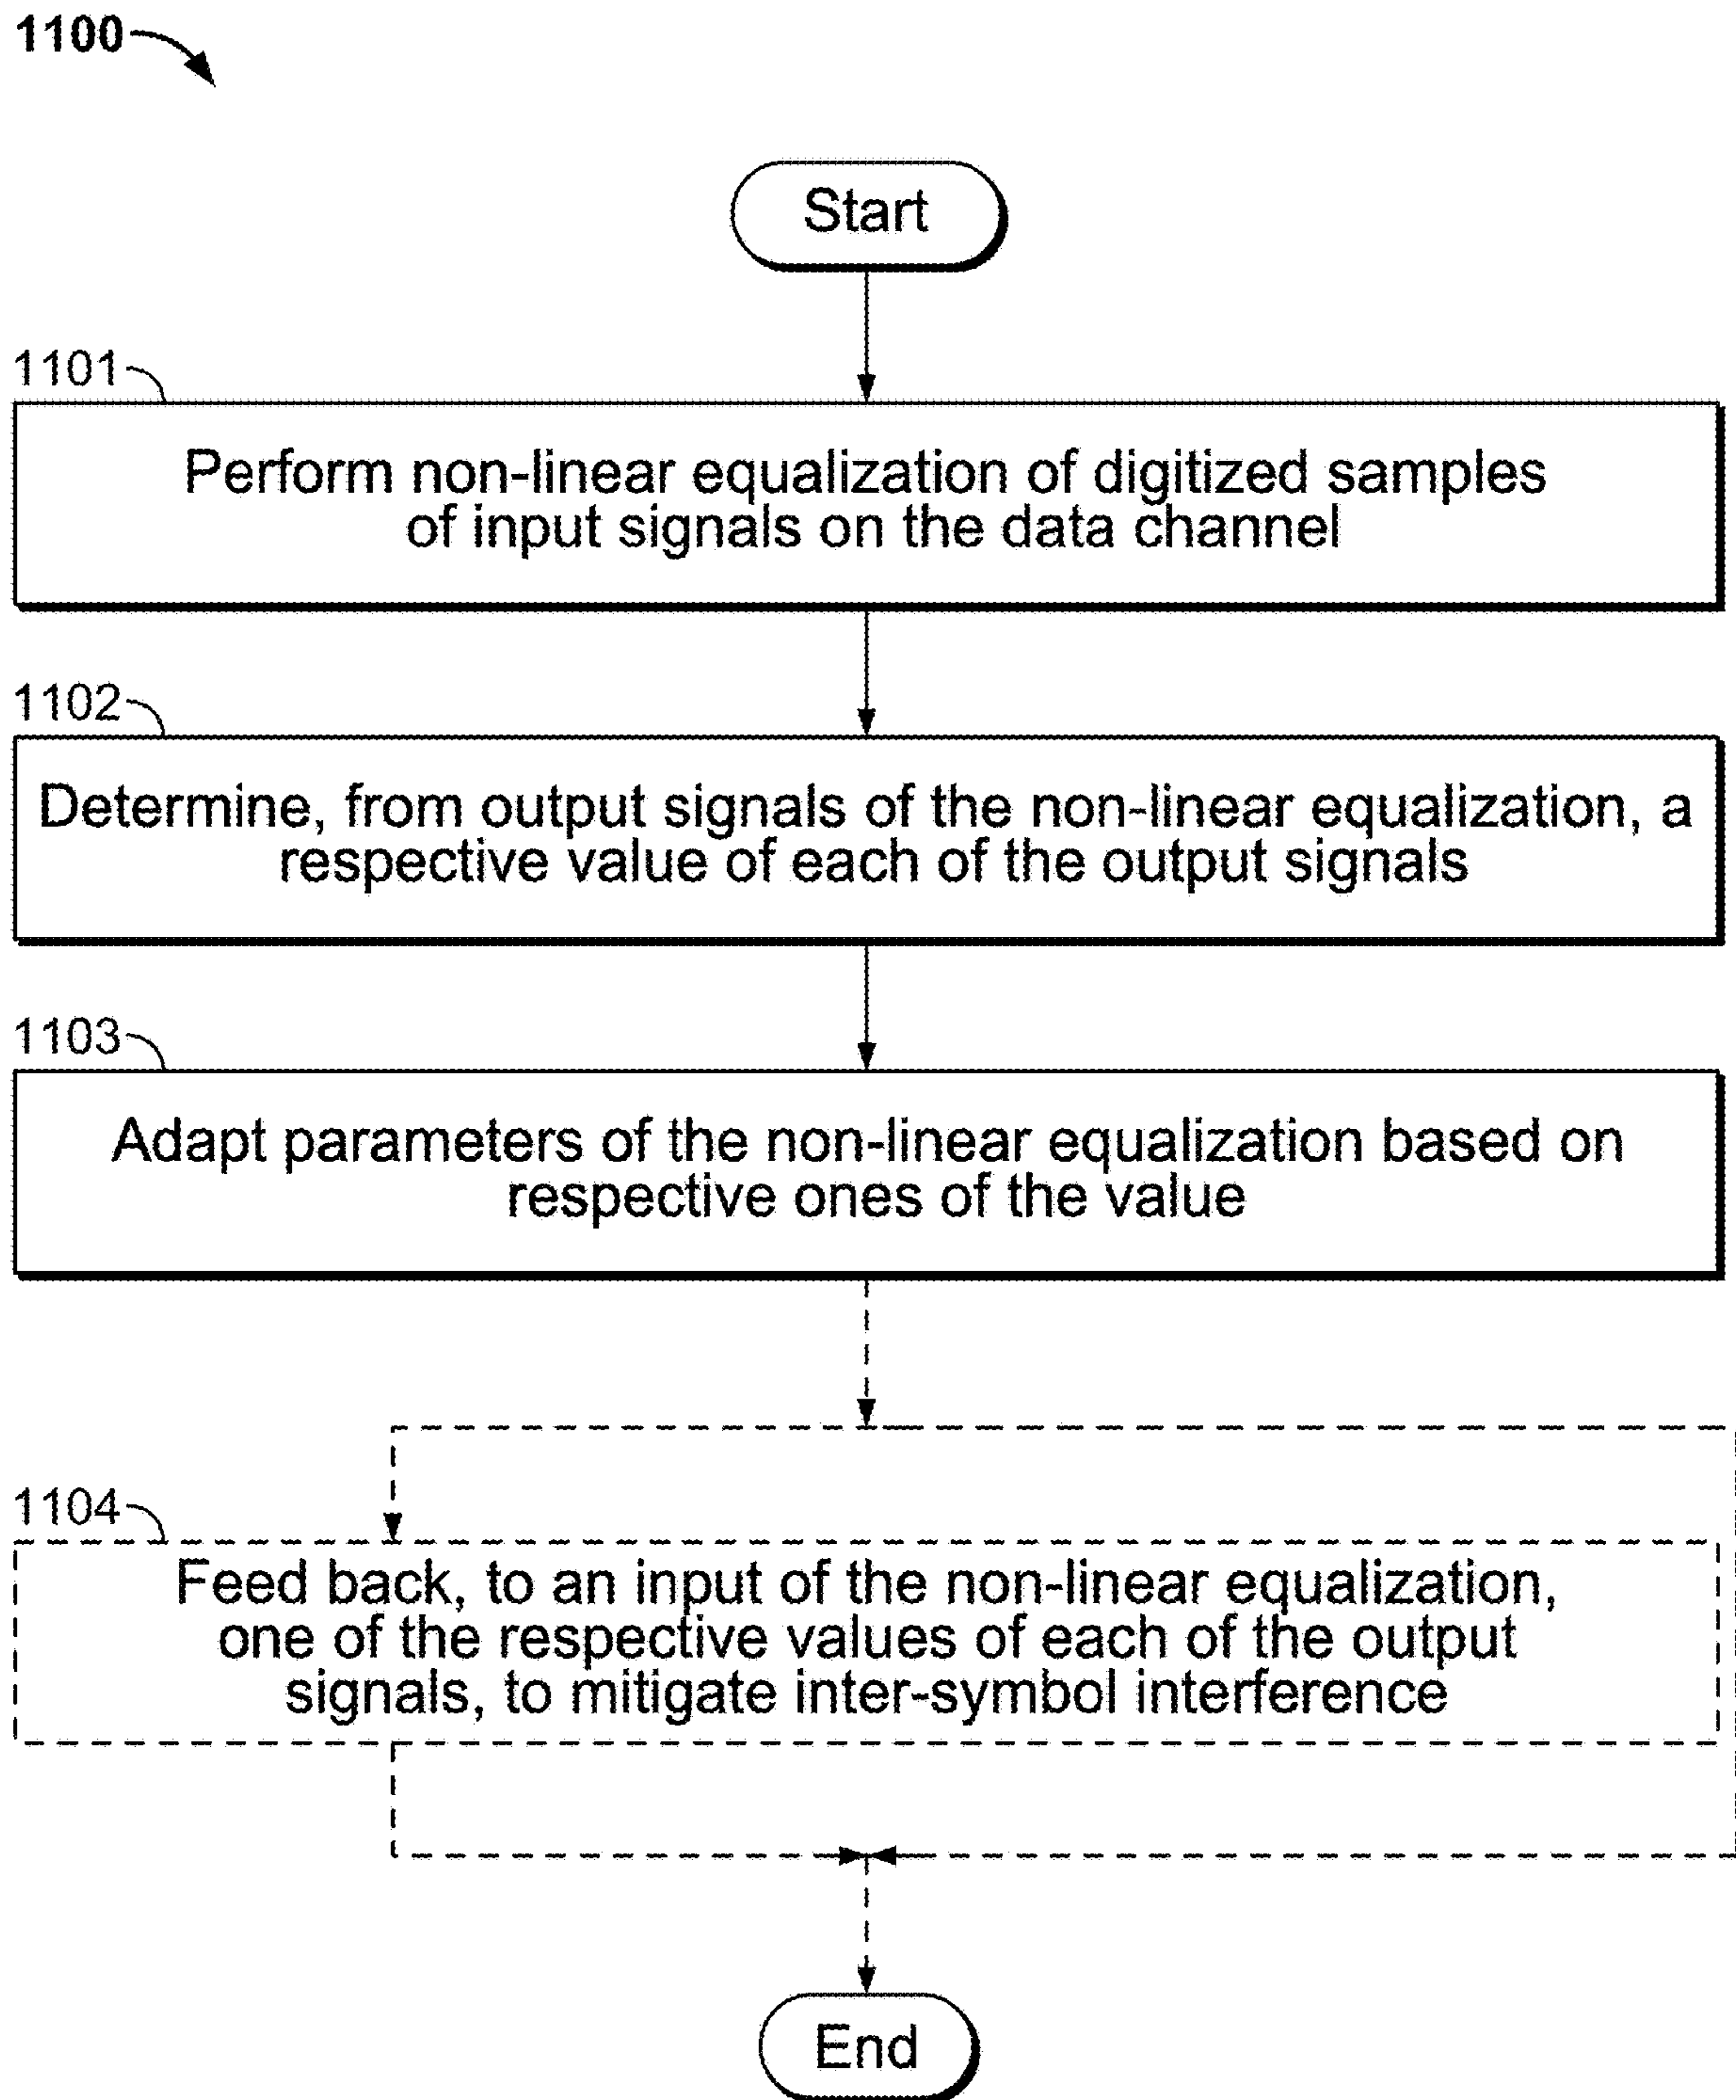 1100
Start
1101
Perform non-linear equalization of digitized samples
of input signals on the data channel
1102
Determine, from output signals of the non-linear equalization, a
respective value of each of the output signals
1103
Adapt parameters of the non-linear equalization based on
respective ones of the value
1104
Feed back, to an input of the non-linear equalization,
one of the respective values of each of the output
signals, to mitigate inter-symbol interference
End